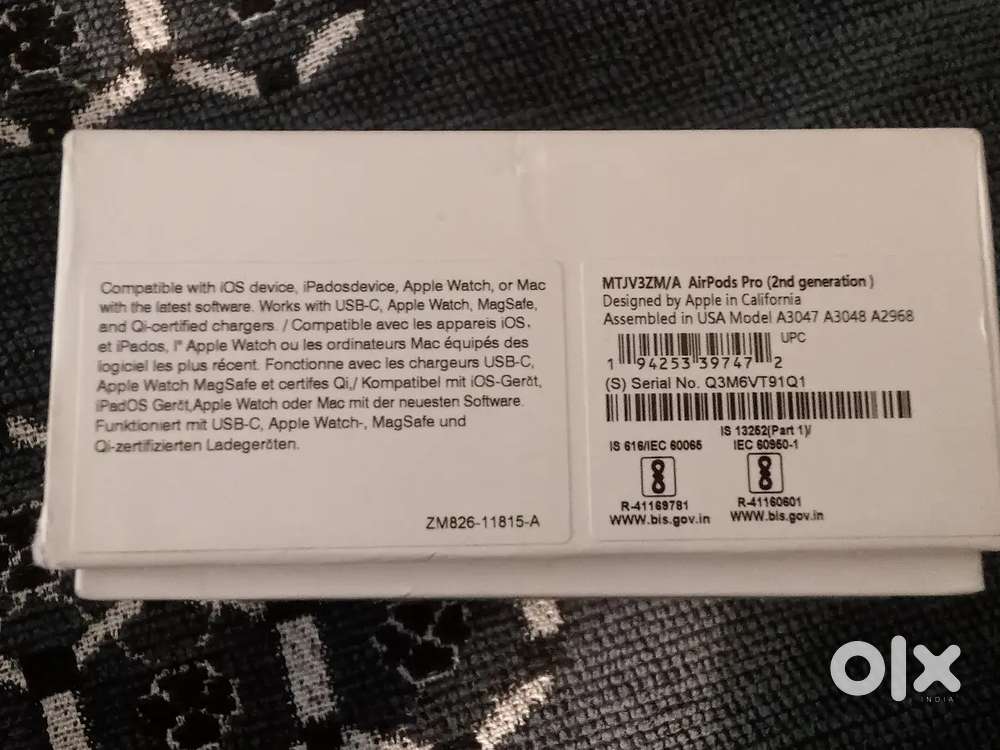 Compatible with iOS device, iPadosdevice, Apple Watch, or Mac
with the latest software. Works with USB-C, Apple Watch, MagSafe,
and Qi-certified chargers. / Compatible avec les appareis iOS,
et iPados, l' Apple Watch ou les ordinateurs Mac équipés des
logiciel les plus récent. Fonctionne avec les chargeurs USB-C,
Apple Watch MagSafe et certifes Qi,/ Kompatibel mit iOS-Gerät,
iPadOS Gerät,Apple Watch oder Mac mit der neuesten Software.
Funktioniert mit USB-C, Apple Watch-, MagSafe und
Qi-zertifizierten Ladegeräten.
ZM826-11815-A
MTJV3ZM/A AirPods Pro (2nd generation )
Designed by Apple in California
Assembled in USA Model A3047 A3048 A2968
UPC
1 94253 39747 2
(S) Serial No. Q3M6VT91Q1
IS 13252(Part 1)/
IS 616/IEC 60065 IEC 60950-1
R-41169781 R-41160601
WWW.bis.gov.in WWW.bis.gov.in
olx
INDIA